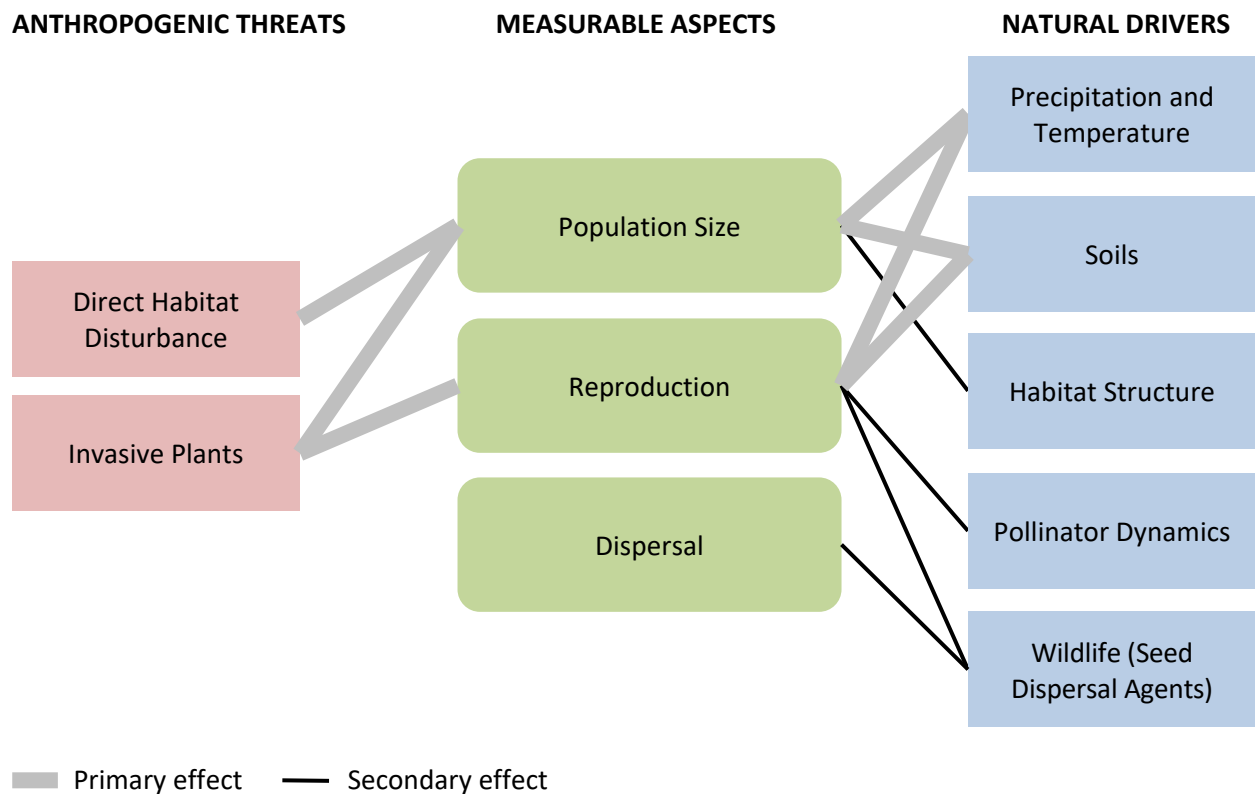 ANTHROPOGENIC THREATS
MEASURABLE ASPECTS
NATURAL DRIVERS
Direct Habitat
Disturbance
Invasive Plants
Population Size
Reproduction
Dispersal
Precipitation and
Temperature
Soils
Habitat Structure
Pollinator Dynamics
Wildlife (Seed
Dispersal Agents)
Primary effect
Secondary effect